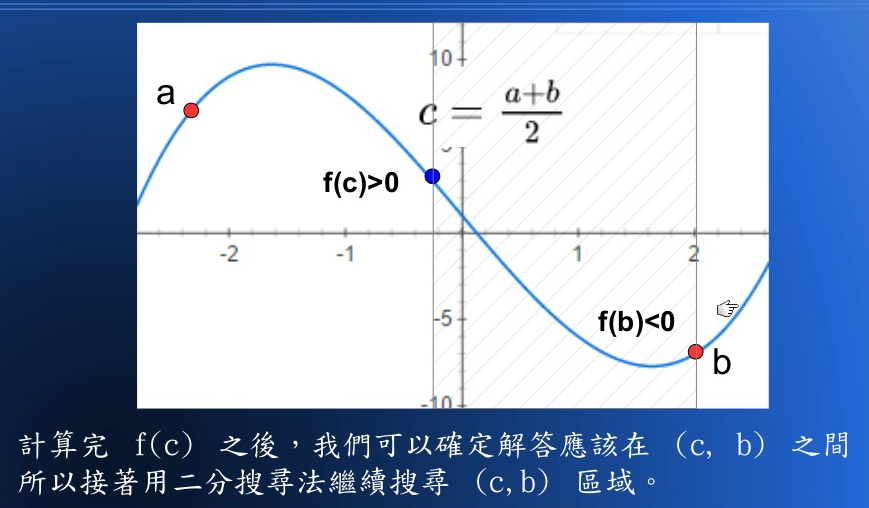 10
a
c = a+b/2
5
f(c)>0
-2 -1 1 2
-5
f(b)<0
b
-10
計算完 f(c) 之後,我們可以確定解答應該在 (c, b) 之間
所以接著用二分搜尋法繼續搜尋 (c,b) 區域。